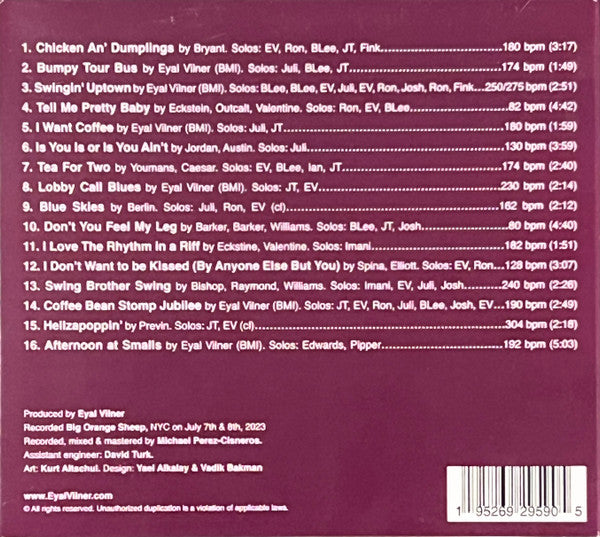 1. Chicken An' Dumplings by Bryant. Solos: EV, Ron, BLee, JT, Fink..........................180 bpm (3:17)
2. Bumpy Tour Bus by Eyal Vilner (BMI). Solos: Juli, BLee, JT..................................174 bpm (1:49)
3. Swingin' Uptown by Eyal Vilner (BMI). Solos: BLee, BLee, EV, Juli, EV, Ron, Josh, Ron, Fink...250/275 bpm (2:51)
4. Tell Me Pretty Baby by Eckstein, Outcalt, Valentine. Solos: Ron, EV, BLee....................82 bpm (4:42)
5. I Want Coffee by Eyal Vilner (BMI). Solos: Juli, JT..............................................180 bpm (1:59)
6. Is You Is or Is You Ain't by Jordan, Austin. Solos: Juli..........................................130 bpm (3:59)
7. Tea For Two by Youmans, Caesar. Solos: EV, BLee, Ian, JT....................................174 bpm (2:40)
8. Lobby Call Blues by Eyal Vilner (BMI). Solos: JT, EV............................................230 bpm (2:14)
9. Blue Skies by Berlin. Solos: Juli, Ron, EV (cl)....................................................162 bpm (2:12)
10. Don't You Feel My Leg by Barker, Barker, Williams. Solos: BLee, JT, Josh..................80 bpm (4:40)
11. I Love The Rhythm in a Riff by Eckstine, Valentine. Solos: Imani............................182 bpm (1:51)
12. I Don't Want to be Kissed (By Anyone Else But You) by Spina, Elliott. Solos: EV, Ron...128 bpm (3:07)
13. Swing Brother Swing by Bishop, Raymond, Williams. Solos: Imani, EV, Juli, Josh..........240 bpm (2:26)
14. Coffee Bean Stomp Jubilee by Eyal Vilner (BMI). Solos: JT, EV, Ron, Juli, BLee, Josh, EV...190 bpm (2:49)
15. Hellzapoppin' by Previn. Solos: JT, EV (cl)........................................................304 bpm (2:18)
16. Afternoon at Smalls by Eyal Vilner (BMI). Solos: Edwards, Pipper..............................192 bpm (5:03)
Produced by Eyal Vilner
Recorded Big Orange Sheep, NYC on July 7th & 8th, 2023
Recorded, mixed & mastered by Michael Perez-Cisneros.
Assistant engineer: David Turk.
Art: Kurt Altschul. Design: Yael Alkalay & Vadik Bakman
www.EyalVilner.com
© All rights reserved. Unauthorized duplication is a violation of applicable laws.
1 95269 29590 5